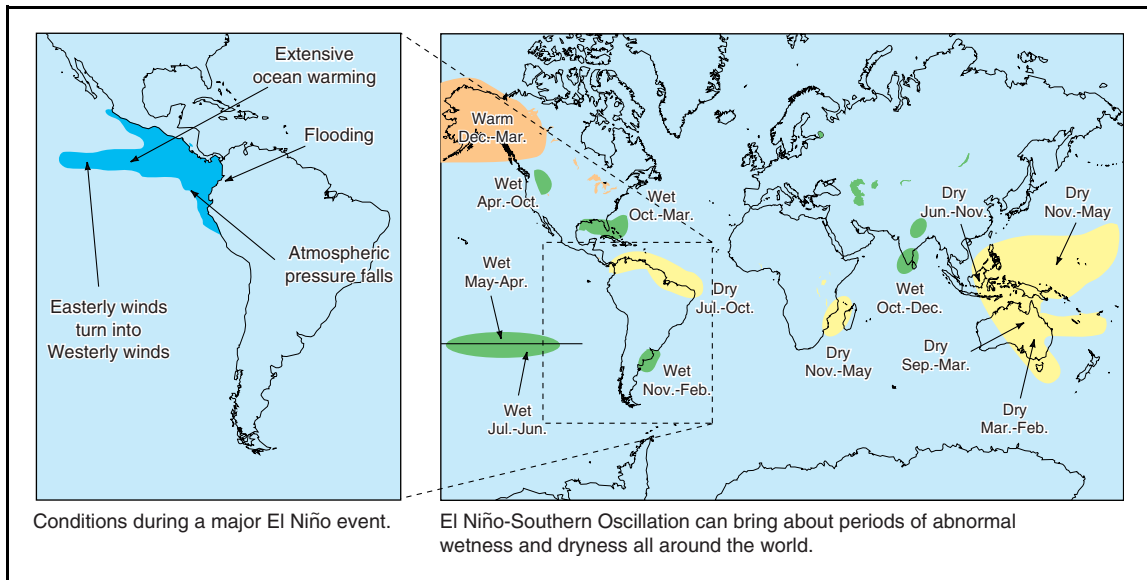 Extensive
ocean warming
Flooding
Atmospheric
pressure falls
Easterly winds
turn into
Westerly winds
Conditions during a major El Niño event.
Warm
Dec.-Mar.
Wet
Apr.-Oct.
Wet
Oct.-Mar.
Wet
May-Apr.
Dry
Jul.-Oct.
Wet
Jul.-Jun.
Wet
Nov.-Feb.
Dry
Nov.-May
Wet
Oct.-Dec.
Dry
Jun.-Nov.
Dry
Nov.-May
Dry
Sep.-Mar.
Dry
Mar.-Feb.
El Niño-Southern Oscillation can bring about periods of abnormal
wetness and dryness all around the world.